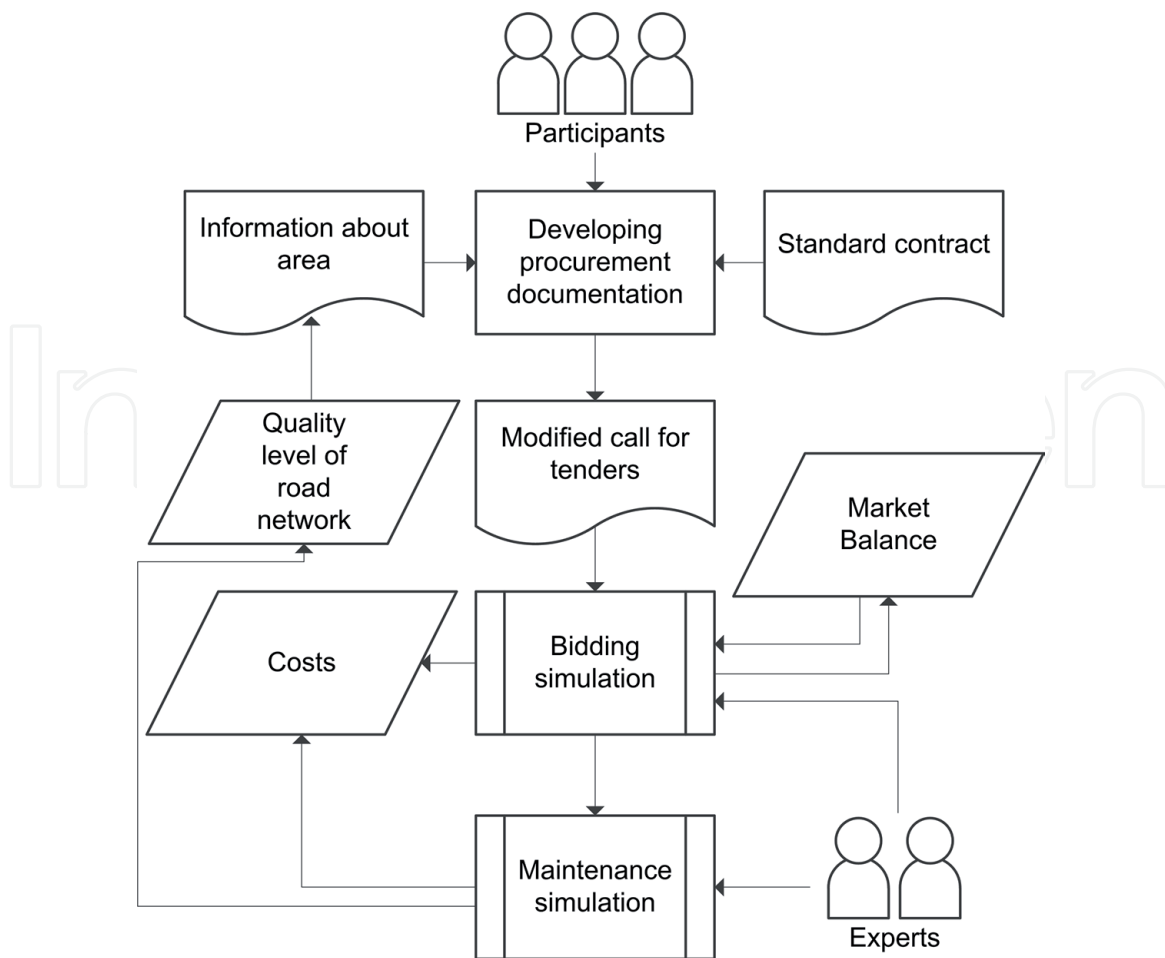 Participants
Information about
area
Developing
procurement
documentation
Standard contract
Quality
level of
road
network
Modified call for
tenders
Market
Balance
Costs
Bidding
simulation
Maintenance
simulation
Experts